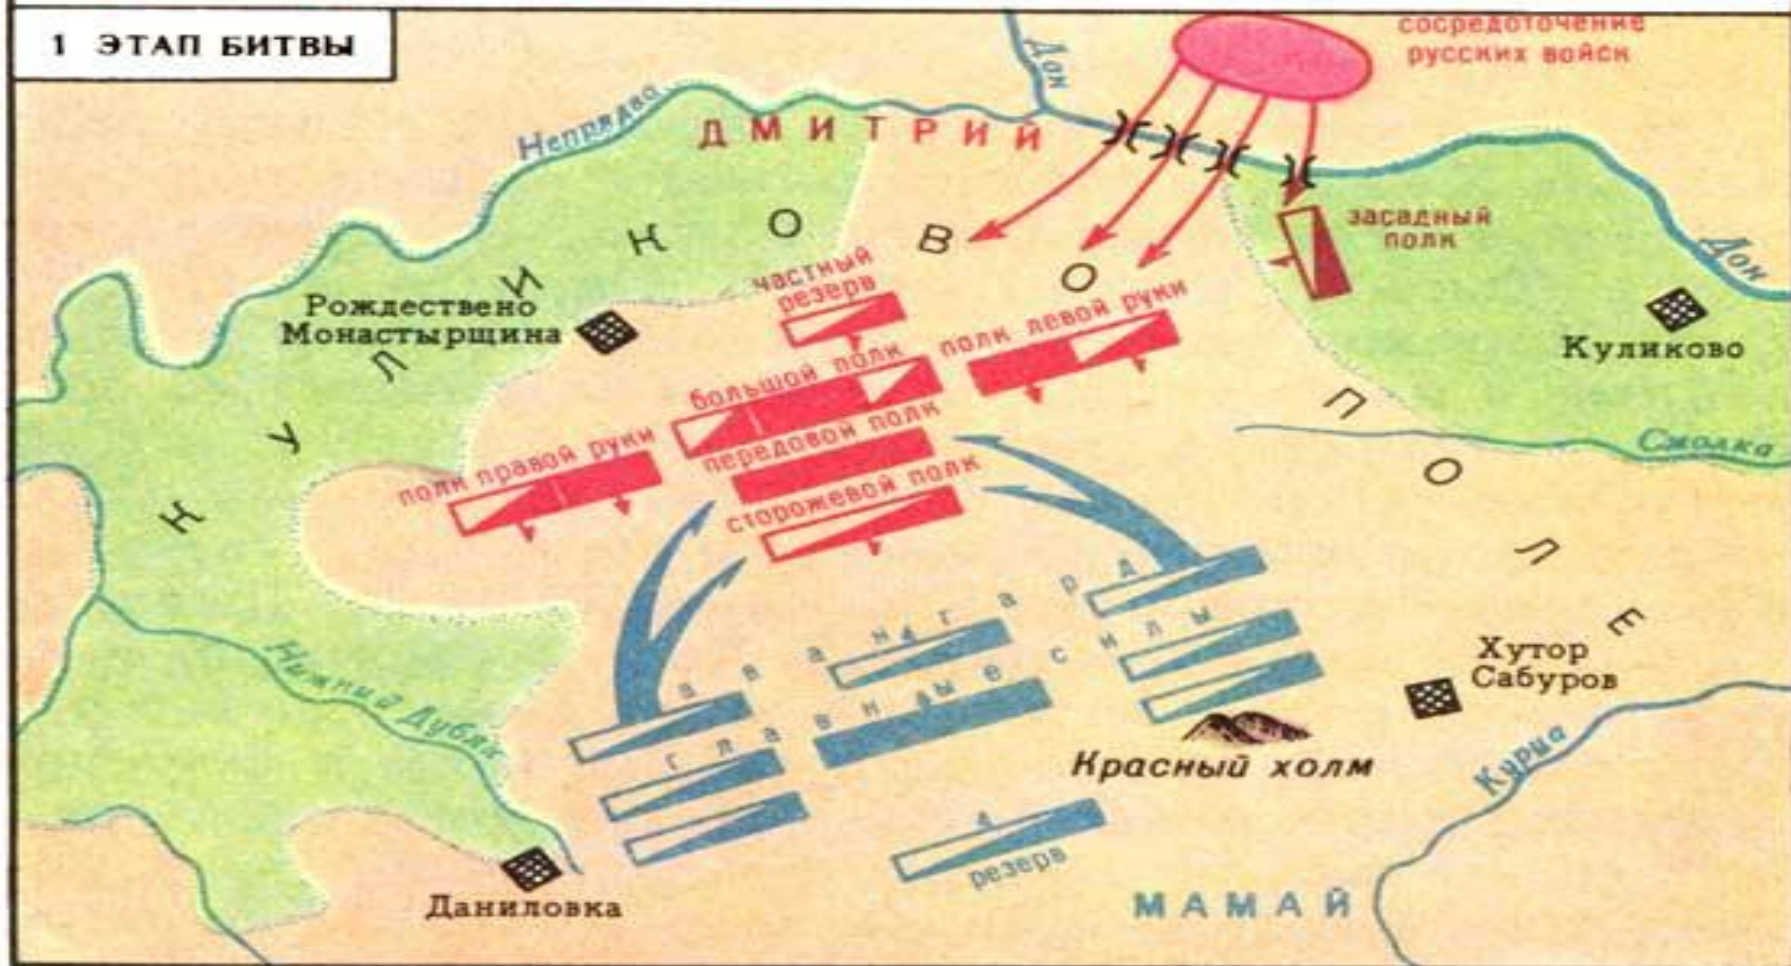 1 ЭТАП БИТВЫ
сосредоточение
русских войск
Дон
Непрядва
ДМИТРИЙ
КУЛИКОВО ПОЛЕ
засадный
полк
Дон
частный
резерв
Рождествено
Монастырщина
полк левой руки
Куликово
большой полк
передовой полк
полк правой руки
Смолка
сторожевой полк
авангард
главные силы
Хутор
Сабуров
Нижний Дубяк
Красный холм
Курца
резерв
Даниловка
МАМАЙ